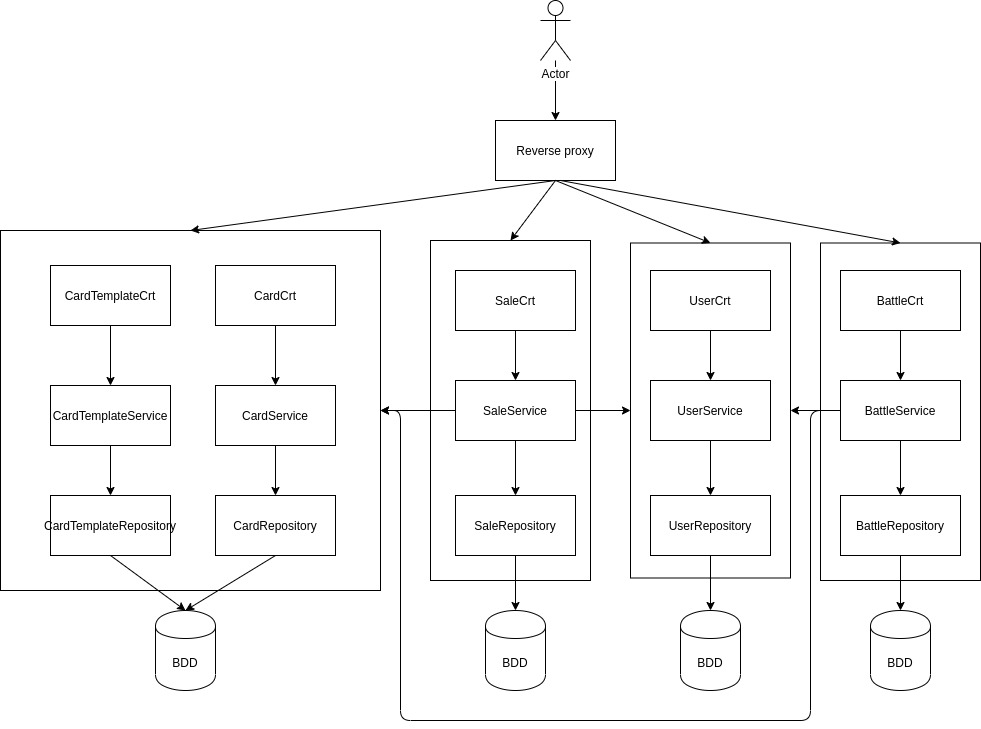 Actor
Reverse proxy
CardTemplateCrt
CardCrt
SaleCrt
UserCrt
BattleCrt
CardTemplateService
CardService
SaleService
UserService
BattleService
CardTemplateRepository
CardRepository
SaleRepository
UserRepository
BattleRepository
BDD
BDD
BDD
BDD